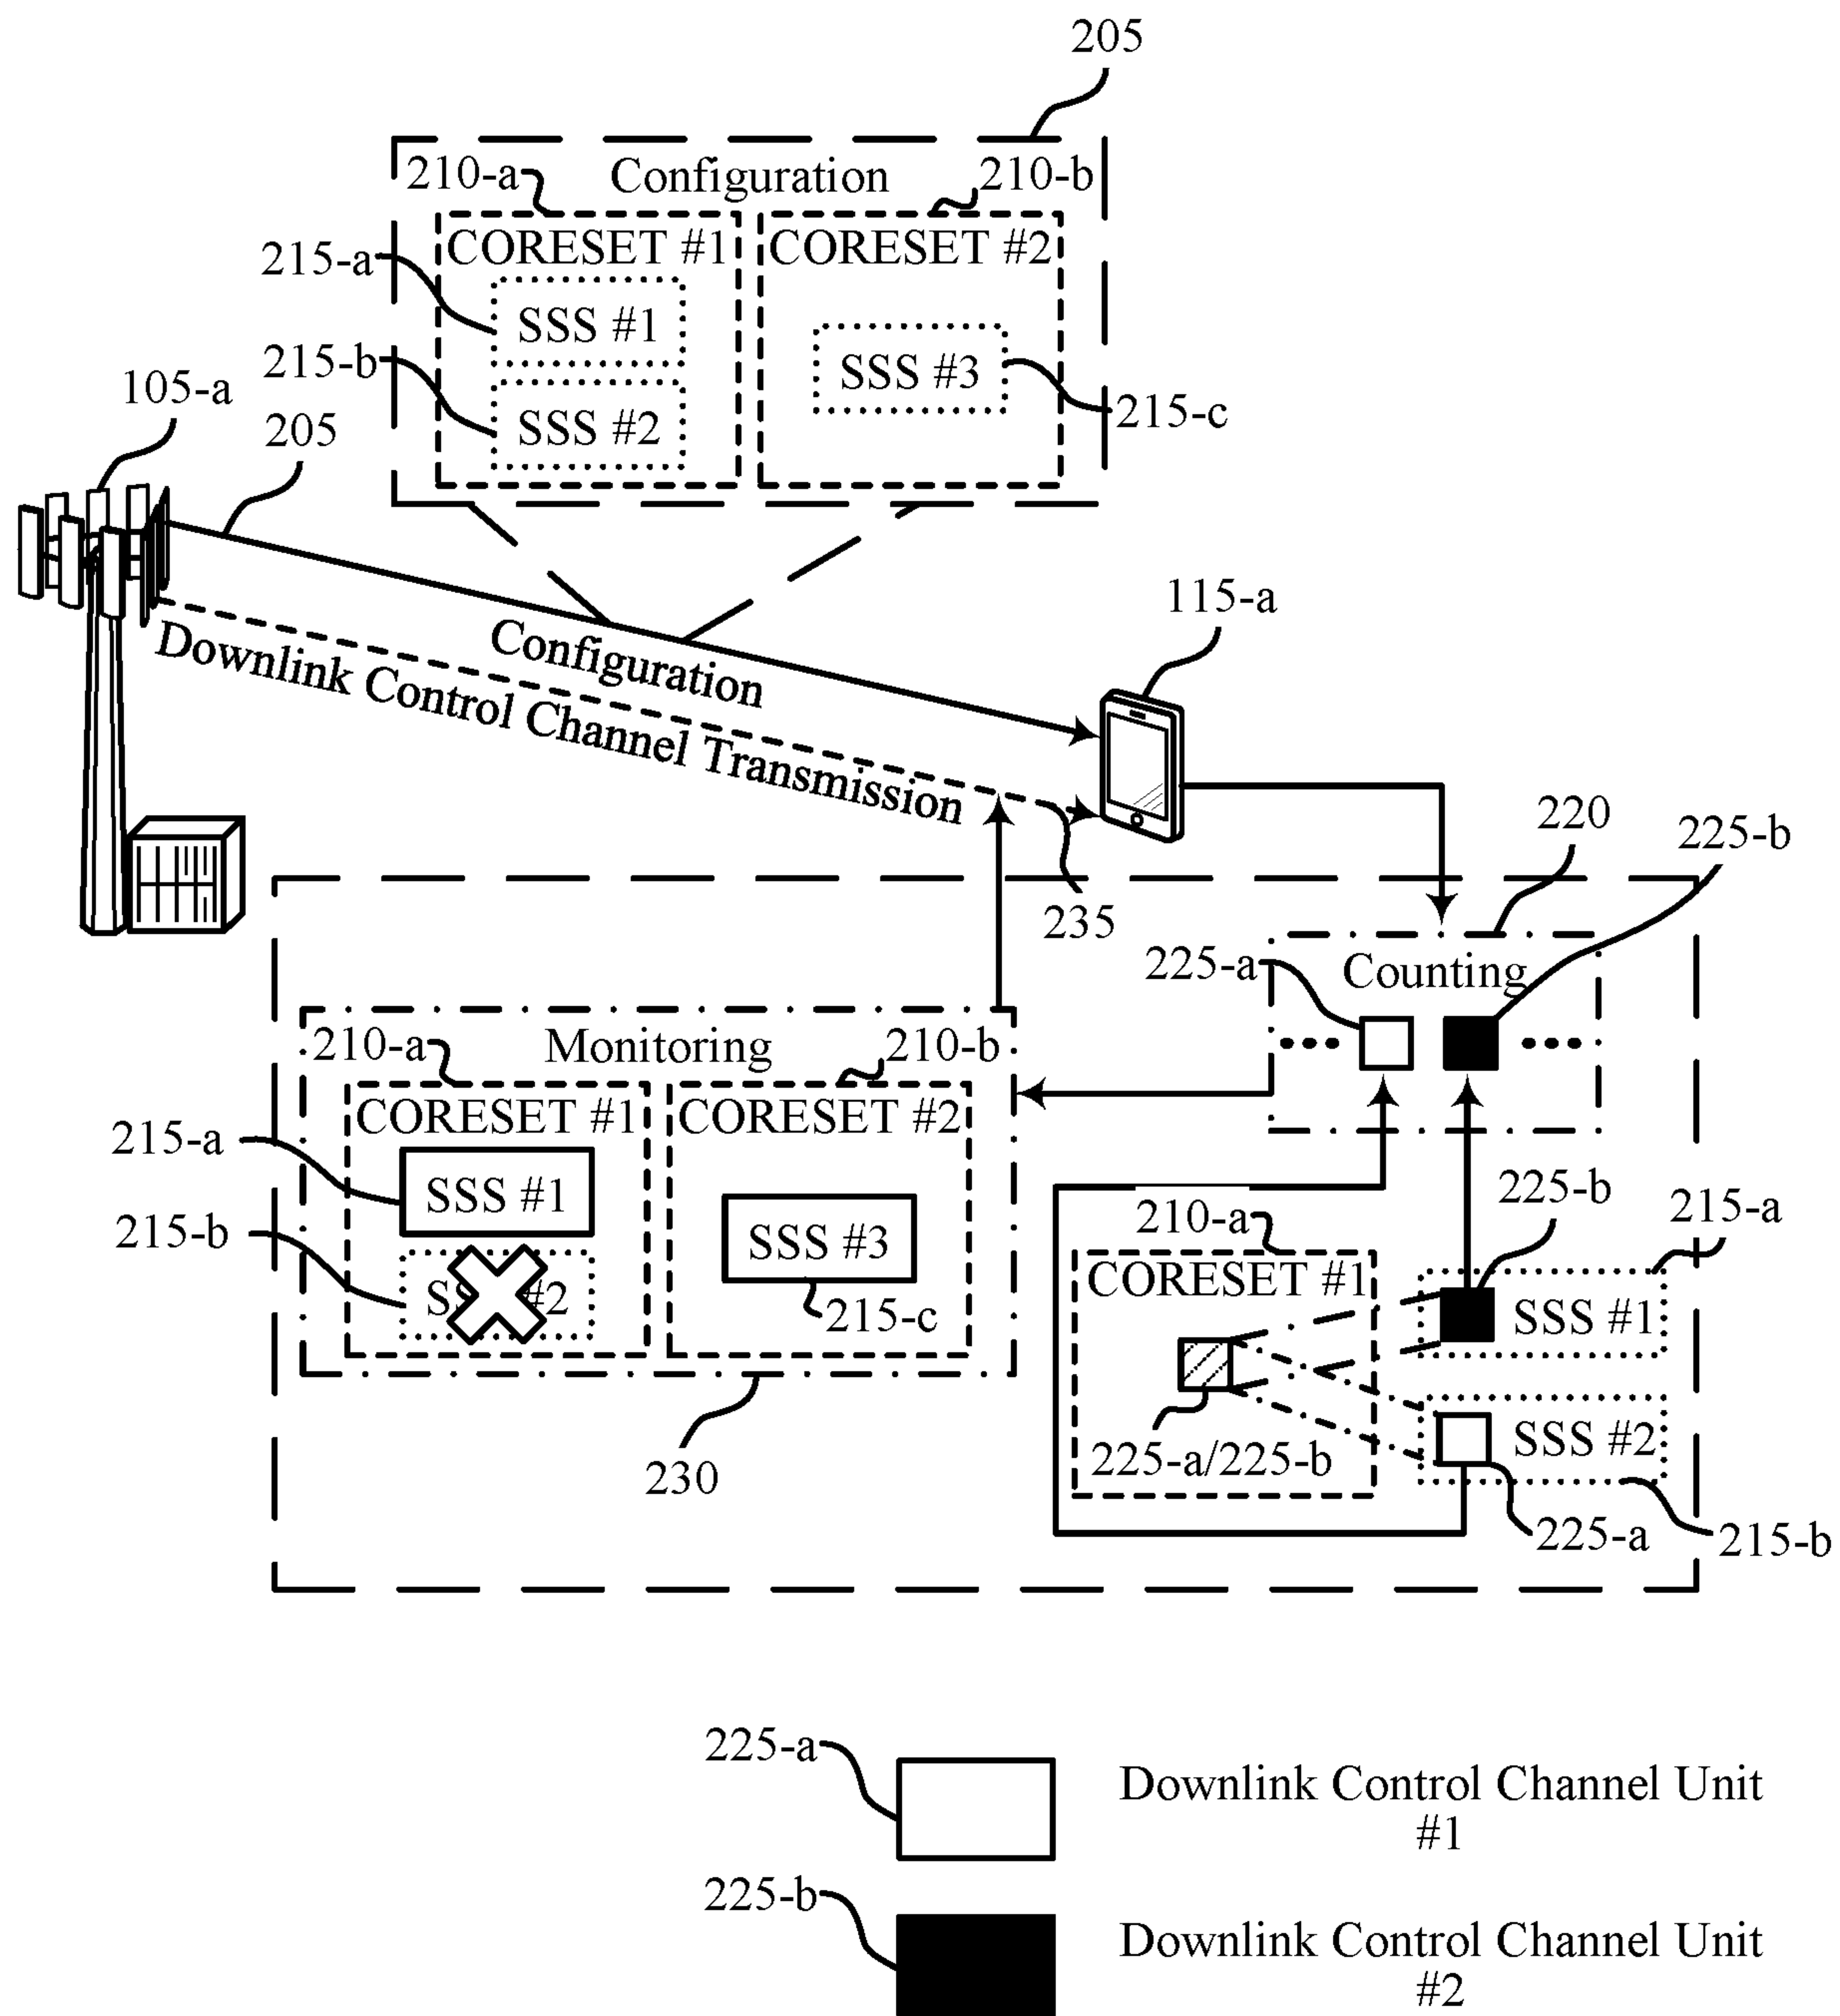 205
210-a
Configuration
210-b
CORESET #1
CORESET #2
215-a
SSS #1
SSS #3
215-b
SSS #2
215-c
105-a
205
115-a
Configuration
Downlink Control Channel Transmission
220
225-b
235
225-a
Counting
210-a
Monitoring
210-b
CORESET #1
CORESET #2
215-a
SSS #1
215-b
SSS #3
#2
215-c
230
210-a
225-b
215-a
CORESET #1
SSS #1
225-a/225-b
SSS #2
225-a
215-b
225-a
Downlink Control Channel Unit
#1
225-b
Downlink Control Channel Unit
#2